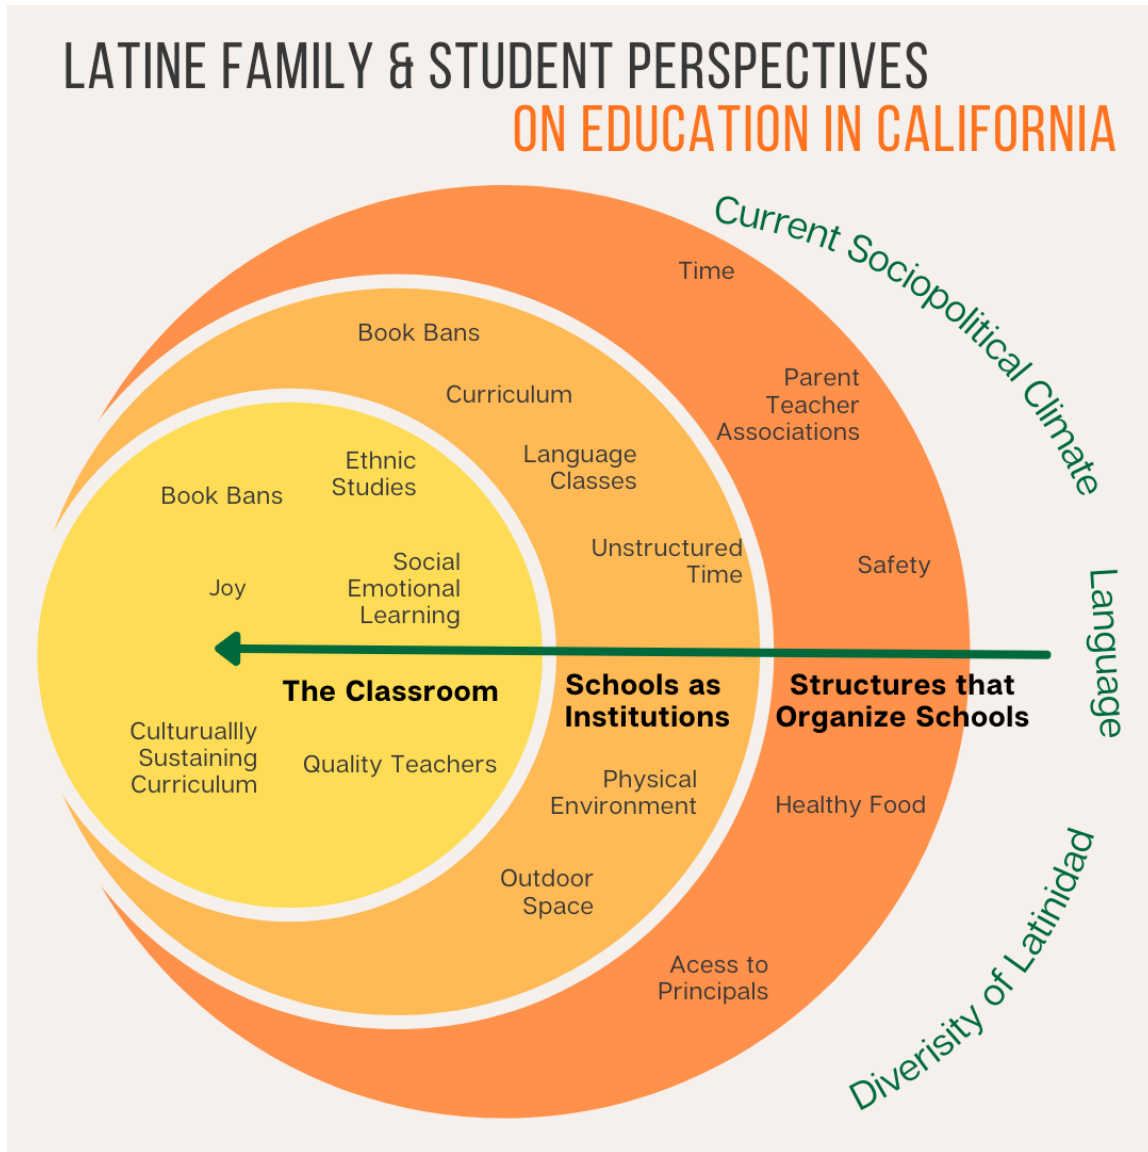 LATINE FAMILY & STUDENT PERSPECTIVES
ON EDUCATION IN CALIFORNIA
Current Sociopolitical Climate
Language
Diverisity of Latinidad
Time
Parent
Teacher
Associations
Safety
Structures that
Organize Schools
Healthy Food
Acess to
Principals
Book Bans
Curriculum
Language
Classes
Unstructured
Time
Schools as
Institutions
Physical
Environment
Outdoor
Space
Ethnic
Studies
Book Bans
Social
Emotional
Learning
Joy
The Classroom
Culturuallly
Sustaining
Curriculum
Quality Teachers